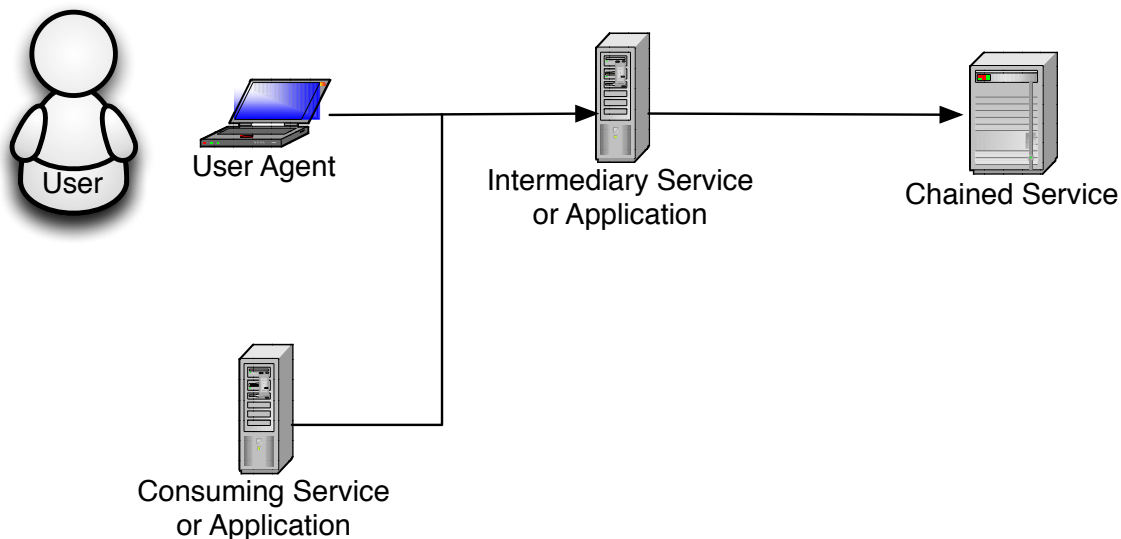 User
User Agent
Intermediary Service
or Application
Chained Service
Consuming Service
or Application